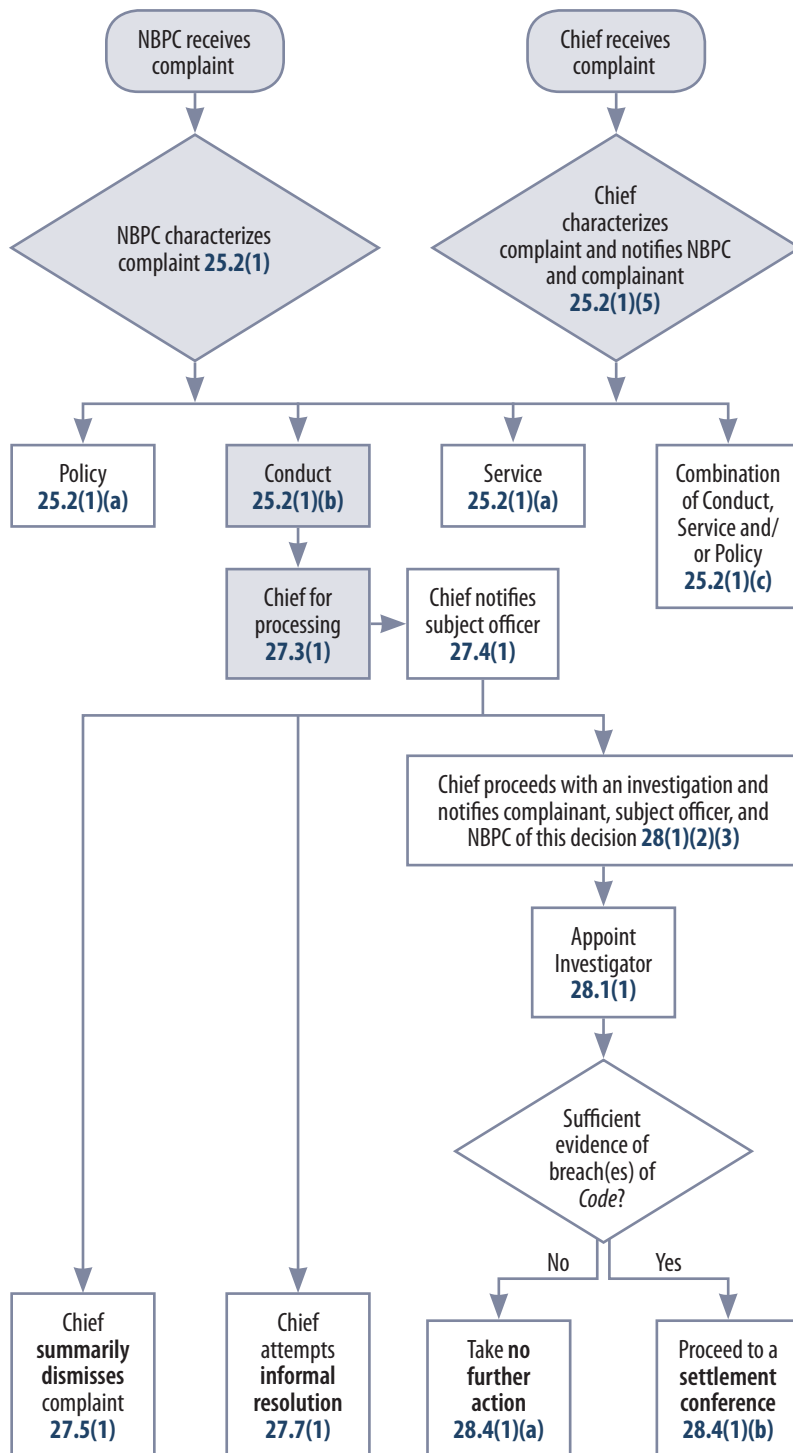 NBPC receives
complaint
Chief receives
complaint
NBPC characterizes
complaint 25.2(1)
Chief
characterizes
complaint and notifies NBPC
and complainant
25.2(1)(5)
Policy
25.2(1)(a)
Conduct
25.2(1)(b)
Service
25.2(1)(a)
Combination
of Conduct,
Service and/
or Policy
25.2(1)(c)
Chief for
processing
27.3(1)
Chief notifies
subject officer
27.4(1)
Chief proceeds with an investigation and
notifies complainant, subject officer, and
NBPC of this decision 28(1)(2)(3)
Appoint
Investigator
28.1(1)
Sufficient
evidence of
breach(es) of
Code?
No
Yes
Chief
summarily
dismisses
complaint
27.5(1)
Chief
attempts
informal
resolution
27.7(1)
Take no
further
action
28.4(1)(a)
Proceed to a
settlement
conference
28.4(1)(b)